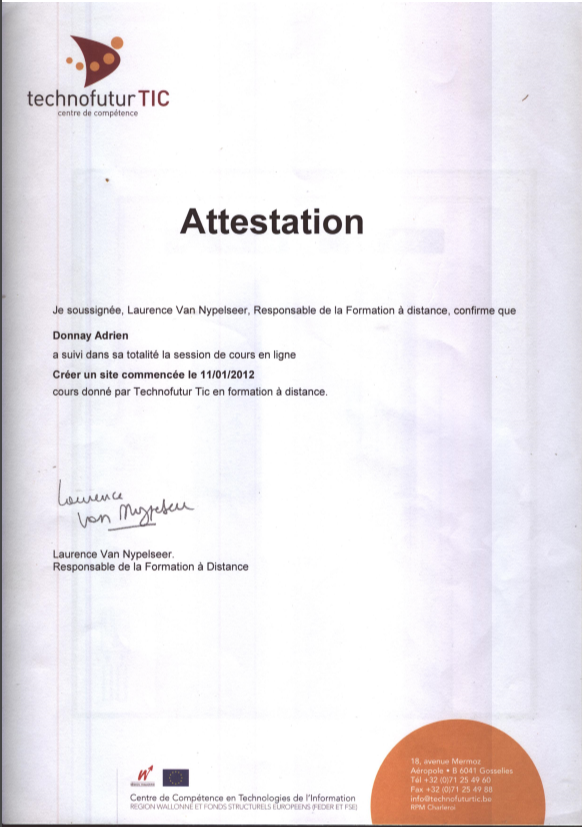 technofutur TIC
centre de compétence
Attestation
Je soussignée, Laurence Van Nypelseer, Responsable de la Formation à distance, confirme que
Donnay Adrien
a suivi dans sa totalité la session de cours en ligne
Créer un site commencée le 11/01/2012
cours donné par Technofutur Tic en formation à distance.
Laurence
Van Nypelseer
Laurence Van Nypelseer.
Responsable de la Formation à Distance
Centre de Compétence en Technologies de l'Information
REGION WALLONNE ET FONDS STRUCTURELS EUROPEENS (FEDER ET FSE)
18, avenue Mermoz
Aéropole • B 6041 Gosselies
Tél +32 (0)71 25 49 60
Fax +32 (0)71 25 49 88
info@technofuturtic.be
RPM Charleroi